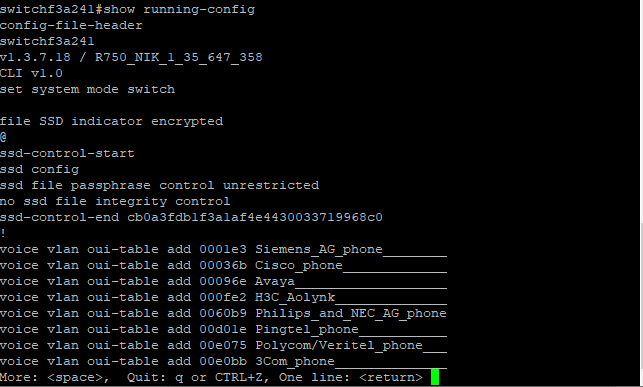 switchf3a241#show running-config
config-file-header
switchf3a241
v1.3.7.18 / R750_NIK_1_35_647_358
CLI v1.0
set system mode switch

file SSD indicator encrypted
@
ssd-control-start
ssd config
ssd file passphrase control unrestricted
no ssd file integrity control
ssd-control-end cb0a3fdb1f3a1af4e4430033719968c0
!
voice vlan oui-table add 0001e3 Siemens_AG_phone________
voice vlan oui-table add 00036b Cisco_phone_____________
voice vlan oui-table add 00096e Avaya___________________
voice vlan oui-table add 000fe2 H3C_Aolynk______________
voice vlan oui-table add 0060b9 Philips_and_NEC_AG_phone
voice vlan oui-table add 00d01e Pingtel_phone___________
voice vlan oui-table add 00e075 Polycom/Veritel_phone___
voice vlan oui-table add 00e0bb 3Com_phone______________
More: <space>,  Quit: q or CTRL+Z, One line: <return>